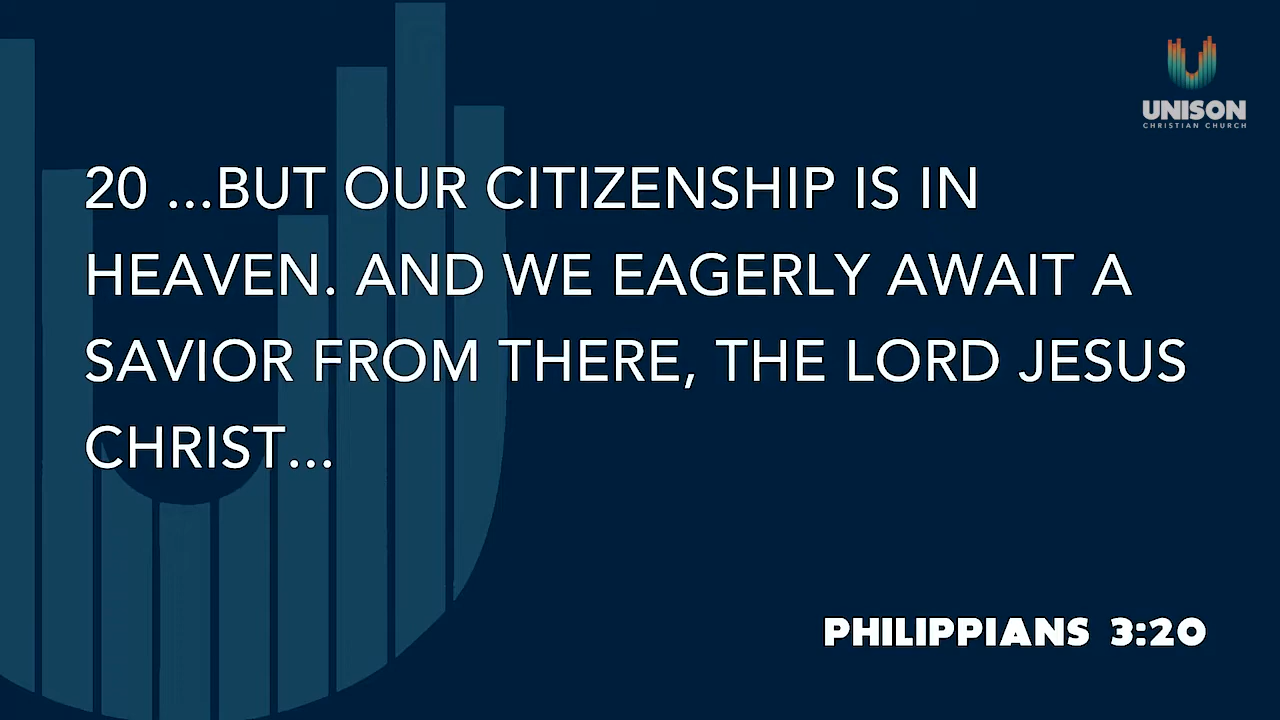 UNISON
CHRISTIAN CHURCH
20 ...BUT OUR CITIZENSHIP IS IN
HEAVEN. AND WE EAGERLY AWAIT A
SAVIOR FROM THERE, THE LORD JESUS
CHRIST...
PHILIPPIANS 3:20